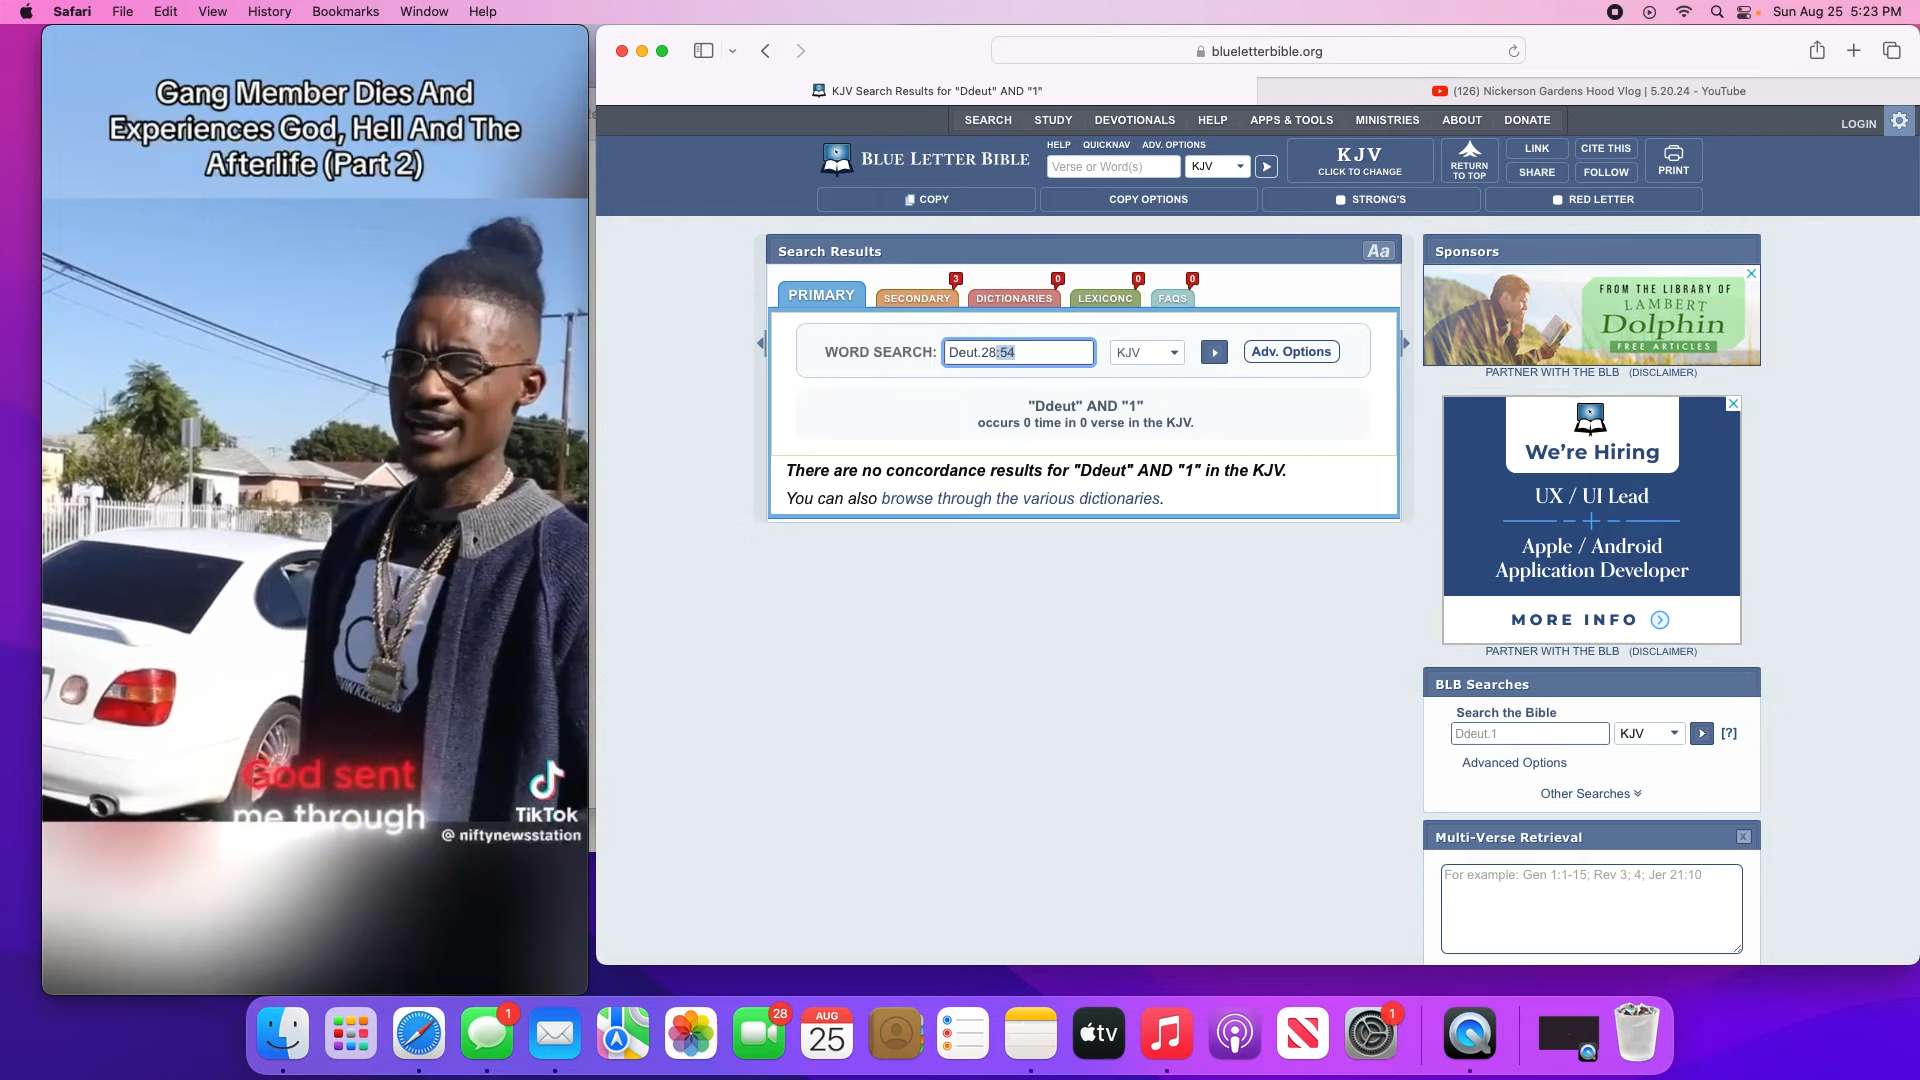 Safari File Edit View History Bookmarks Window Help
Sun Aug 25 5:23 PM
Gang Member Dies And
Experiences God, Hell And The
Afterlife (Part 2)
God sent
me through
TikTok
@ niftynewsstation
blueletterbible.org
KJV Search Results for "Ddeut" AND "1"
(126) Nickerson Gardens Hood Vlog | 5.20.24 - YouTube
SEARCH STUDY DEVOTIONALS HELP APPS & TOOLS MINISTRIES ABOUT DONATE
LOGIN
BLUE LETTER BIBLE
HELP QUICKNAV ADV. OPTIONS
Verse or Word(s)
KJV
KJV
CLICK TO CHANGE
RETURN
TO TOP
LINK
CITE THIS
SHARE
FOLLOW
PRINT
COPY
COPY OPTIONS
STRONG'S
RED LETTER
Search Results
Aa
PRIMARY
SECONDARY
3
DICTIONARIES
0
LEXICONC
0
FAQS
0
WORD SEARCH:
Deut.28:54
KJV
Adv. Options
"Ddeut" AND "1"
occurs 0 time in 0 verse in the KJV.
There are no concordance results for "Ddeut" AND "1" in the KJV.
You can also browse through the various dictionaries.
Sponsors
FROM THE LIBRARY OF
LAMBERT
Dolphin
FREE ARTICLES
PARTNER WITH THE BLB (DISCLAIMER)
We're Hiring
UX / UI Lead
Apple / Android
Application Developer
MORE INFO
PARTNER WITH THE BLB (DISCLAIMER)
BLB Searches
Search the Bible
Ddeut.1
KJV
[?]
Advanced Options
Other Searches
Multi-Verse Retrieval
x
For example: Gen 1:1-15; Rev 3; 4; Jer 21:10
1
28
AUG
25
tv
1